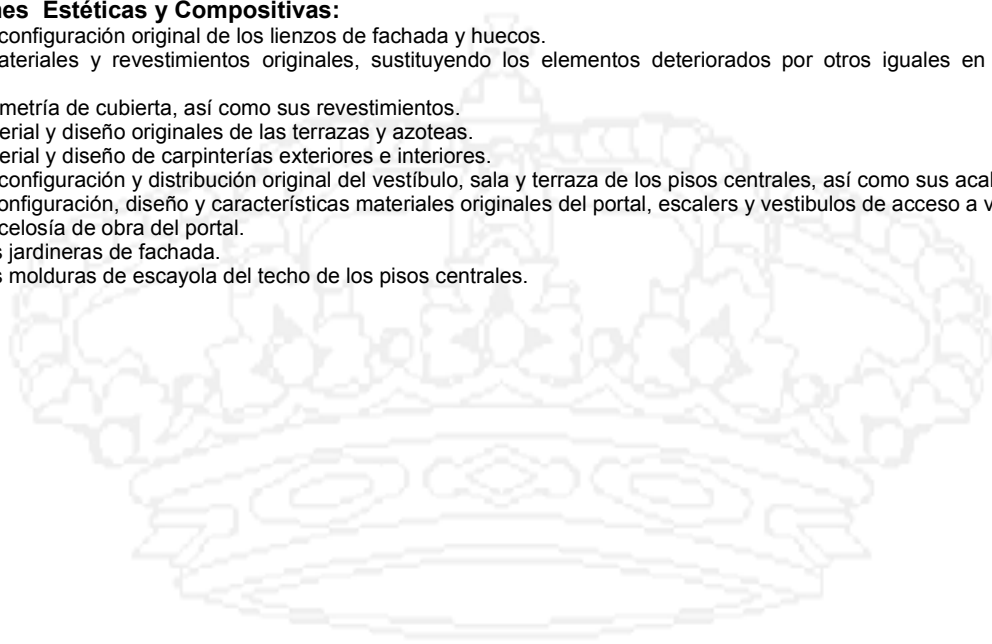 nes Estéticas y Compositivas:
configuración original de los lienzos de fachada y huecos.
ateriales y revestimientos originales, sustituyendo los elementos deteriorados por otros iguales en
metría de cubierta, así como sus revestimientos.
erial y diseño originales de las terrazas y azoteas.
erial y diseño de carpinterías exteriores e interiores.
configuración y distribución original del vestíbulo, sala y terraza de los pisos centrales, así como sus acal
onfiguración, diseño y características materiales originales del portal, escalers y vestibulos de acceso a v
celosía de obra del portal.
s jardineras de fachada.
s molduras de escayola del techo de los pisos centrales.